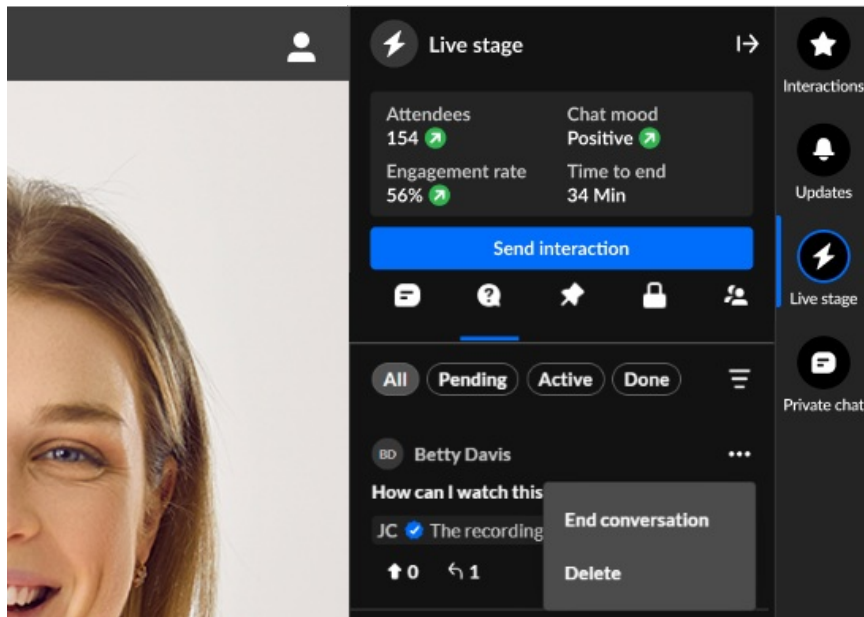 Live stage
Attendees
154
Chat mood
Positive
Engagement rate
56%
Time to end
34 Min
Send interaction
All
Pending
Active
Done
BD Betty Davis
How can I watch this
JC The recording
0
1
End conversation
Delete
Interactions
Updates
Live stage
Private chat